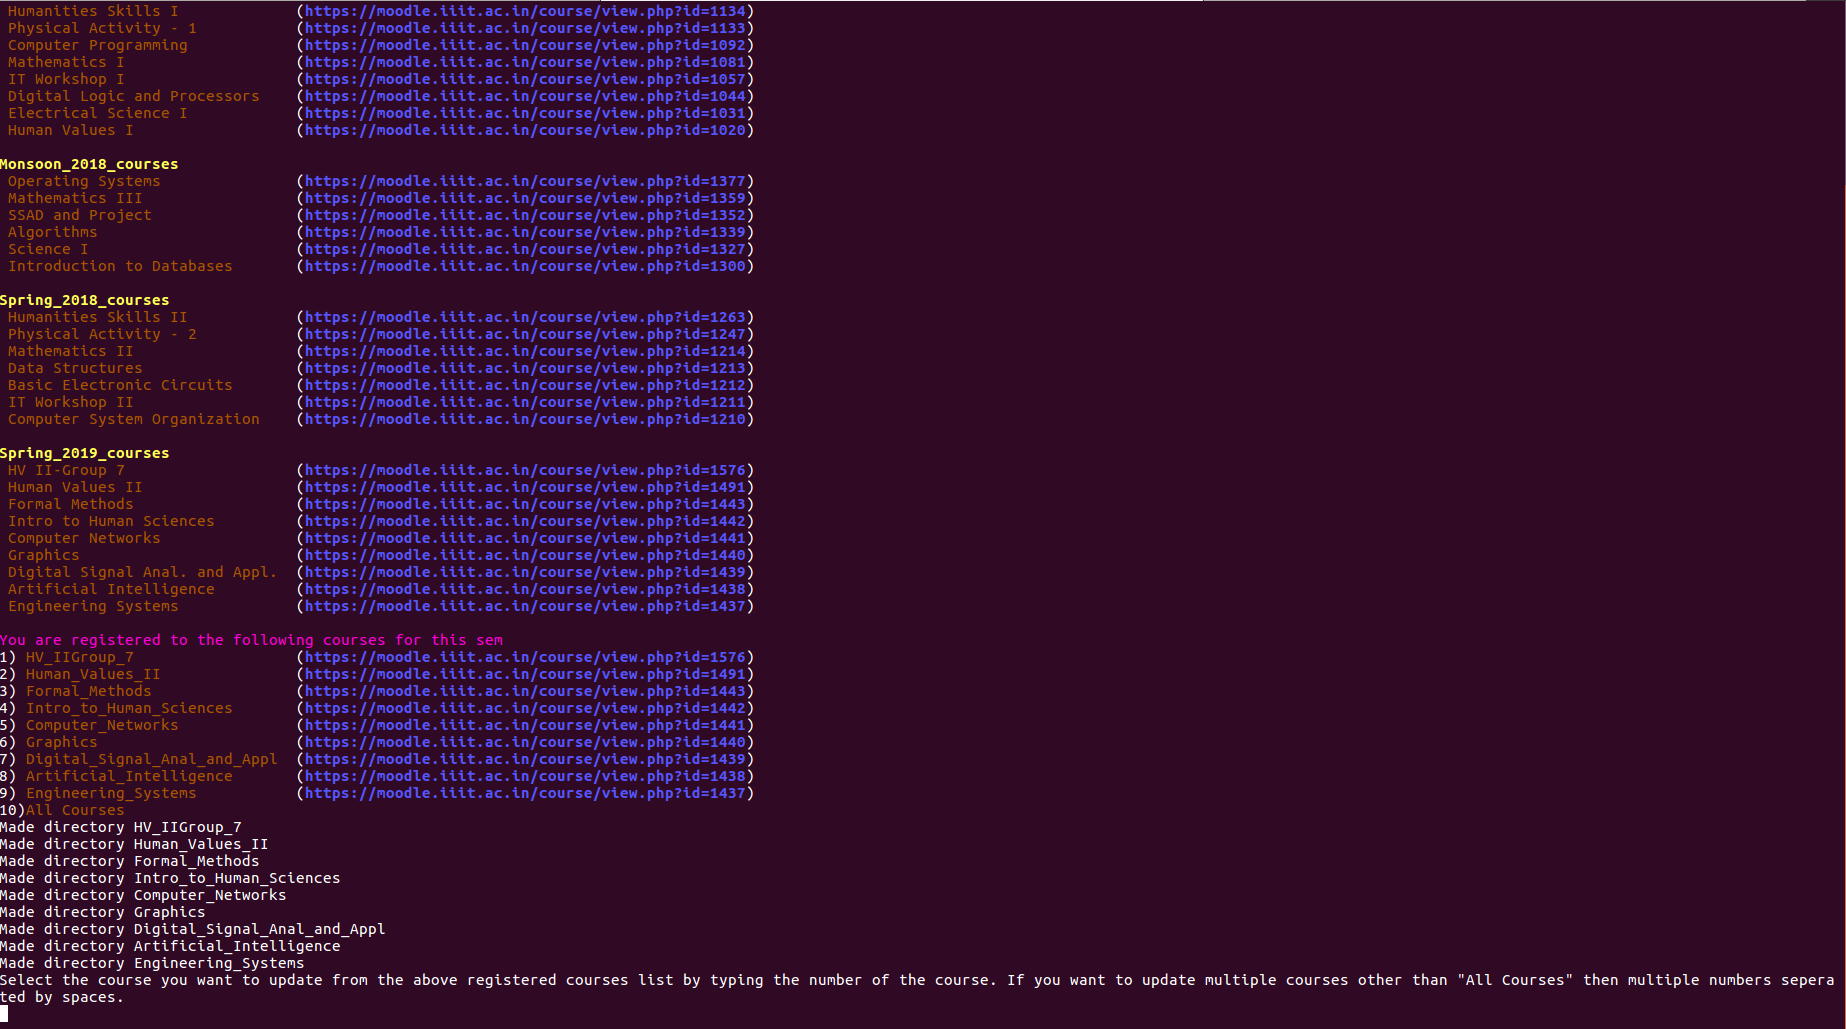 Humanities Skills I (https://moodle.iiit.ac.in/course/view.php?id=1134)
Physical Activity - 1 (https://moodle.iiit.ac.in/course/view.php?id=1133)
Computer Programming (https://moodle.iiit.ac.in/course/view.php?id=1092)
Mathematics I (https://moodle.iiit.ac.in/course/view.php?id=1081)
IT Workshop I (https://moodle.iiit.ac.in/course/view.php?id=1057)
Digital Logic and Processors (https://moodle.iiit.ac.in/course/view.php?id=1044)
Electrical Science I (https://moodle.iiit.ac.in/course/view.php?id=1031)
Human Values I (https://moodle.iiit.ac.in/course/view.php?id=1020)
Monsoon_2018_courses
Operating Systems (https://moodle.iiit.ac.in/course/view.php?id=1377)
Mathematics III (https://moodle.iiit.ac.in/course/view.php?id=1359)
SSAD and Project (https://moodle.iiit.ac.in/course/view.php?id=1352)
Algorithms (https://moodle.iiit.ac.in/course/view.php?id=1339)
Science I (https://moodle.iiit.ac.in/course/view.php?id=1327)
Introduction to Databases (https://moodle.iiit.ac.in/course/view.php?id=1300)
Spring_2018_courses
Humanities Skills II (https://moodle.iiit.ac.in/course/view.php?id=1263)
Physical Activity - 2 (https://moodle.iiit.ac.in/course/view.php?id=1247)
Mathematics II (https://moodle.iiit.ac.in/course/view.php?id=1214)
Data Structures (https://moodle.iiit.ac.in/course/view.php?id=1213)
Basic Electronic Circuits (https://moodle.iiit.ac.in/course/view.php?id=1212)
IT Workshop II (https://moodle.iiit.ac.in/course/view.php?id=1211)
Computer System Organization (https://moodle.iiit.ac.in/course/view.php?id=1210)
Spring_2019_courses
HV II-Group 7 (https://moodle.iiit.ac.in/course/view.php?id=1576)
Human Values II (https://moodle.iiit.ac.in/course/view.php?id=1491)
Formal Methods (https://moodle.iiit.ac.in/course/view.php?id=1443)
Intro to Human Sciences (https://moodle.iiit.ac.in/course/view.php?id=1442)
Computer Networks (https://moodle.iiit.ac.in/course/view.php?id=1441)
Graphics (https://moodle.iiit.ac.in/course/view.php?id=1440)
Digital Signal Anal. and Appl. (https://moodle.iiit.ac.in/course/view.php?id=1439)
Artificial Intelligence (https://moodle.iiit.ac.in/course/view.php?id=1438)
Engineering Systems (https://moodle.iiit.ac.in/course/view.php?id=1437)
You are registered to the following courses for this sem
1) HV_IIGroup_7 (https://moodle.iiit.ac.in/course/view.php?id=1576)
2) Human_Values_II (https://moodle.iiit.ac.in/course/view.php?id=1491)
3) Formal_Methods (https://moodle.iiit.ac.in/course/view.php?id=1443)
4) Intro_to_Human_Sciences (https://moodle.iiit.ac.in/course/view.php?id=1442)
5) Computer_Networks (https://moodle.iiit.ac.in/course/view.php?id=1441)
6) Graphics (https://moodle.iiit.ac.in/course/view.php?id=1440)
7) Digital_Signal_Anal_and_Appl (https://moodle.iiit.ac.in/course/view.php?id=1439)
8) Artificial_Intelligence (https://moodle.iiit.ac.in/course/view.php?id=1438)
9) Engineering_Systems (https://moodle.iiit.ac.in/course/view.php?id=1437)
10)All Courses
Made directory HV_IIGroup_7
Made directory Human_Values_II
Made directory Formal_Methods
Made directory Intro_to_Human_Sciences
Made directory Computer_Networks
Made directory Graphics
Made directory Digital_Signal_Anal_and_Appl
Made directory Artificial_Intelligence
Made directory Engineering_Systems
Select the course you want to update from the above registered courses list by typing the number of the course. If you want to update multiple courses other than "All Courses" then multiple numbers sepera
ted by spaces.